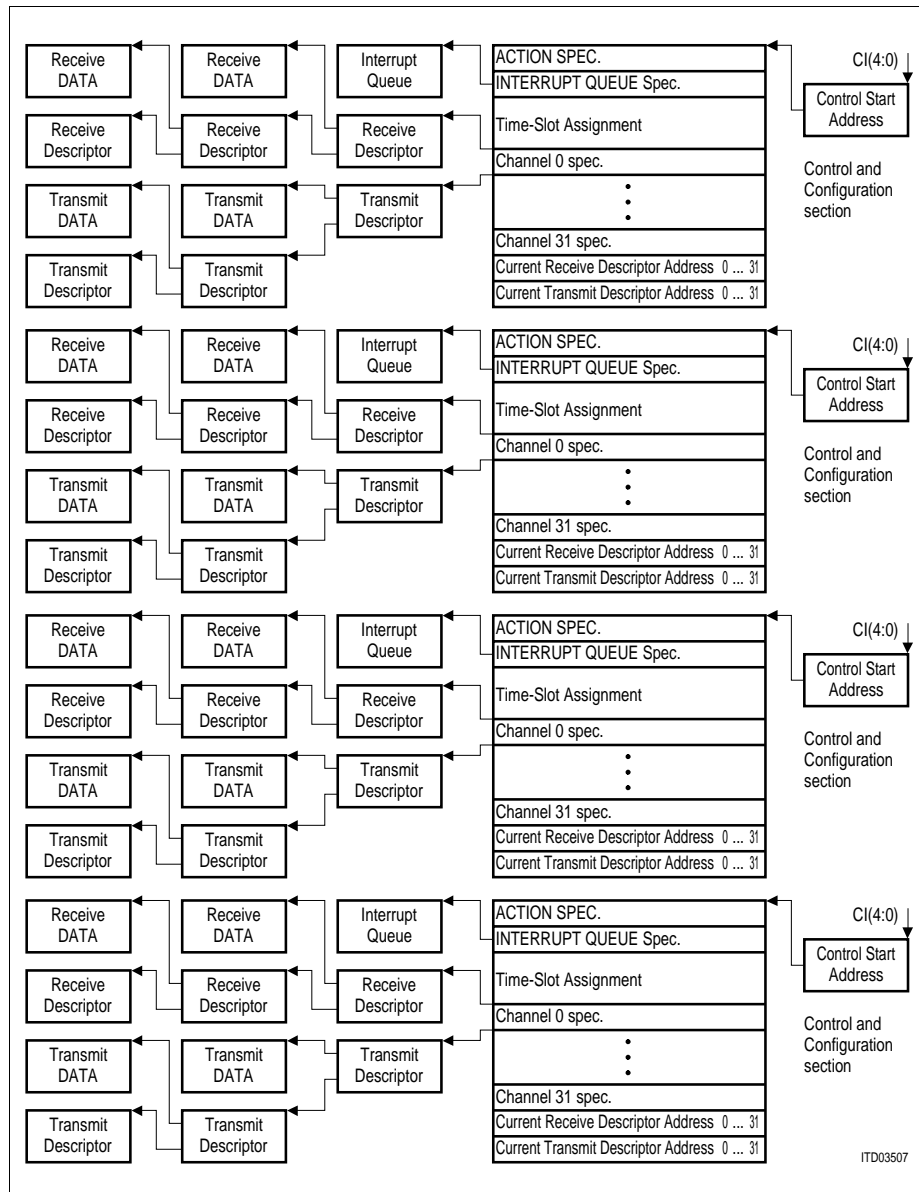 Receive
DATA
Receive
DATA
Interrupt
Queue
ACTION SPEC.
INTERRUPT QUEUE Spec.
Time-Slot Assignment
Channel 0 spec.
Channel 31 spec.
Current Receive Descriptor Address 0 ... 31
Current Transmit Descriptor Address 0 ... 31
CI(4:0)
Control Start
Address
Control and
Configuration
section
Receive
Descriptor
Receive
Descriptor
Receive
Descriptor
Transmit
DATA
Transmit
DATA
Transmit
Descriptor
Transmit
Descriptor
Transmit
Descriptor
Receive
DATA
Receive
DATA
Interrupt
Queue
ACTION SPEC.
INTERRUPT QUEUE Spec.
Time-Slot Assignment
Channel 0 spec.
Channel 31 spec.
Current Receive Descriptor Address 0 ... 31
Current Transmit Descriptor Address 0 ... 31
CI(4:0)
Control Start
Address
Control and
Configuration
section
Receive
Descriptor
Receive
Descriptor
Receive
Descriptor
Transmit
DATA
Transmit
DATA
Transmit
Descriptor
Transmit
Descriptor
Transmit
Descriptor
Receive
DATA
Receive
DATA
Interrupt
Queue
ACTION SPEC.
INTERRUPT QUEUE Spec.
Time-Slot Assignment
Channel 0 spec.
Channel 31 spec.
Current Receive Descriptor Address 0 ... 31
Current Transmit Descriptor Address 0 ... 31
CI(4:0)
Control Start
Address
Control and
Configuration
section
Receive
Descriptor
Receive
Descriptor
Receive
Descriptor
Transmit
DATA
Transmit
DATA
Transmit
Descriptor
Transmit
Descriptor
Transmit
Descriptor
Receive
DATA
Receive
DATA
Interrupt
Queue
ACTION SPEC.
INTERRUPT QUEUE Spec.
Time-Slot Assignment
Channel 0 spec.
Channel 31 spec.
Current Receive Descriptor Address 0 ... 31
Current Transmit Descriptor Address 0 ... 31
CI(4:0)
Control Start
Address
Control and
Configuration
section
Receive
Descriptor
Receive
Descriptor
Receive
Descriptor
Transmit
DATA
Transmit
DATA
Transmit
Descriptor
Transmit
Descriptor
Transmit
Descriptor
ITD03507